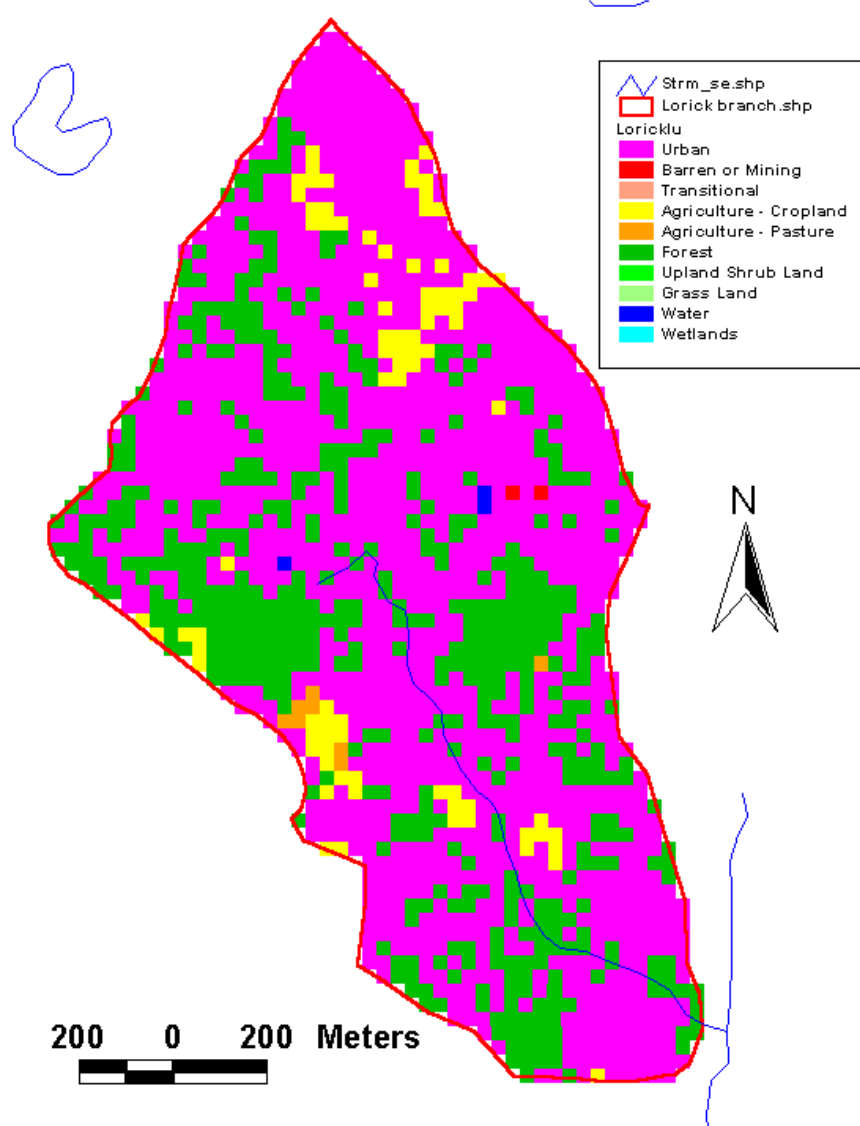 Strm_se.shp
Lorick branch.shp
Loricklu
Urban
Barren or Mining
Transitional
Agriculture - Cropland
Agriculture - Pasture
Forest
Upland Shrub Land
Grass Land
Water
Wetlands
N
200 0 200 Meters